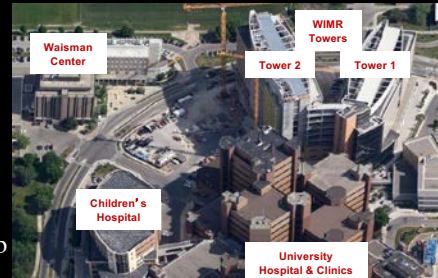 WIMR
Towers
Waisman
Center
Tower 2
Tower 1
Children's
Hospital
University
Hospital & Clinics